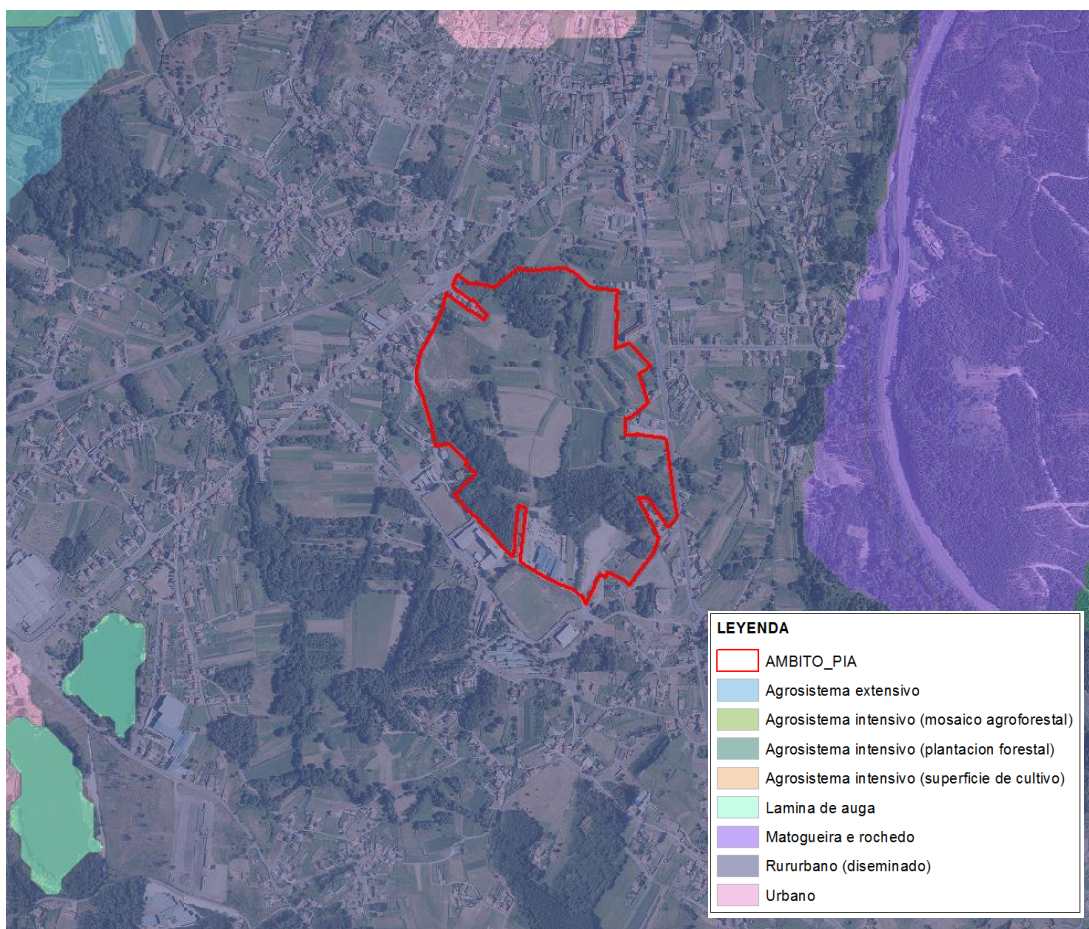 LEYENDA
AMBITO_PIA
Agrosistema extensivo
Agrosistema intensivo (mosaico agroforestal)
Agrosistema intensivo (plantacion forestal)
Agrosistema intensivo (superficie de cultivo)
Lamina de auga
Matogueira e rochedo
Rururbano (diseminado)
Urbano